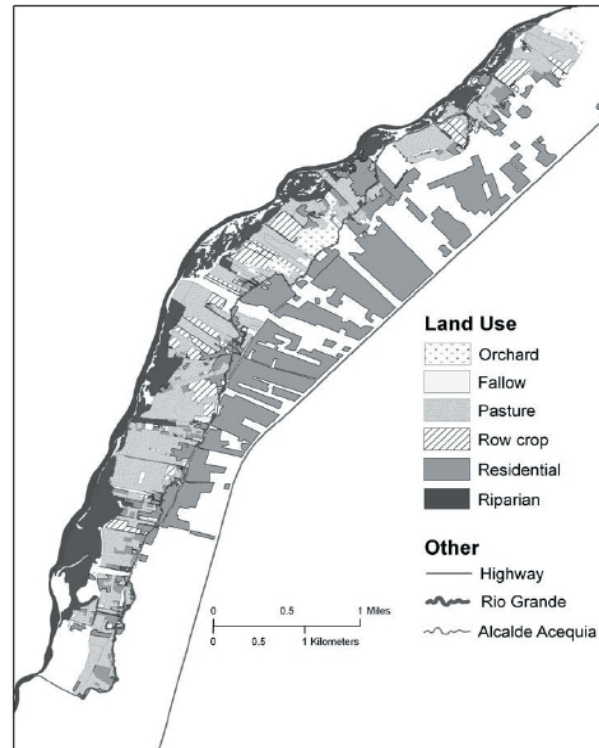 Land Use
Orchard
Fallow
Pasture
Row crop
Residential
Riparian
Other
Highway
Rio Grande
Alcalde Acequia
0 0.5 1 Miles
0 0.5 1 Kilometers